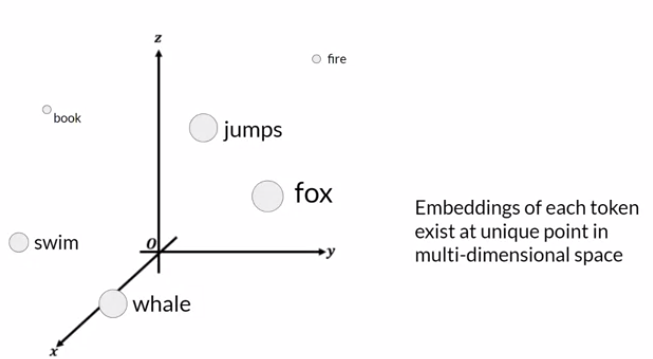 z
fire
book
jumps
fox
swim
0
y
whale
x
Embeddings of each token
exist at unique point in
multi-dimensional space